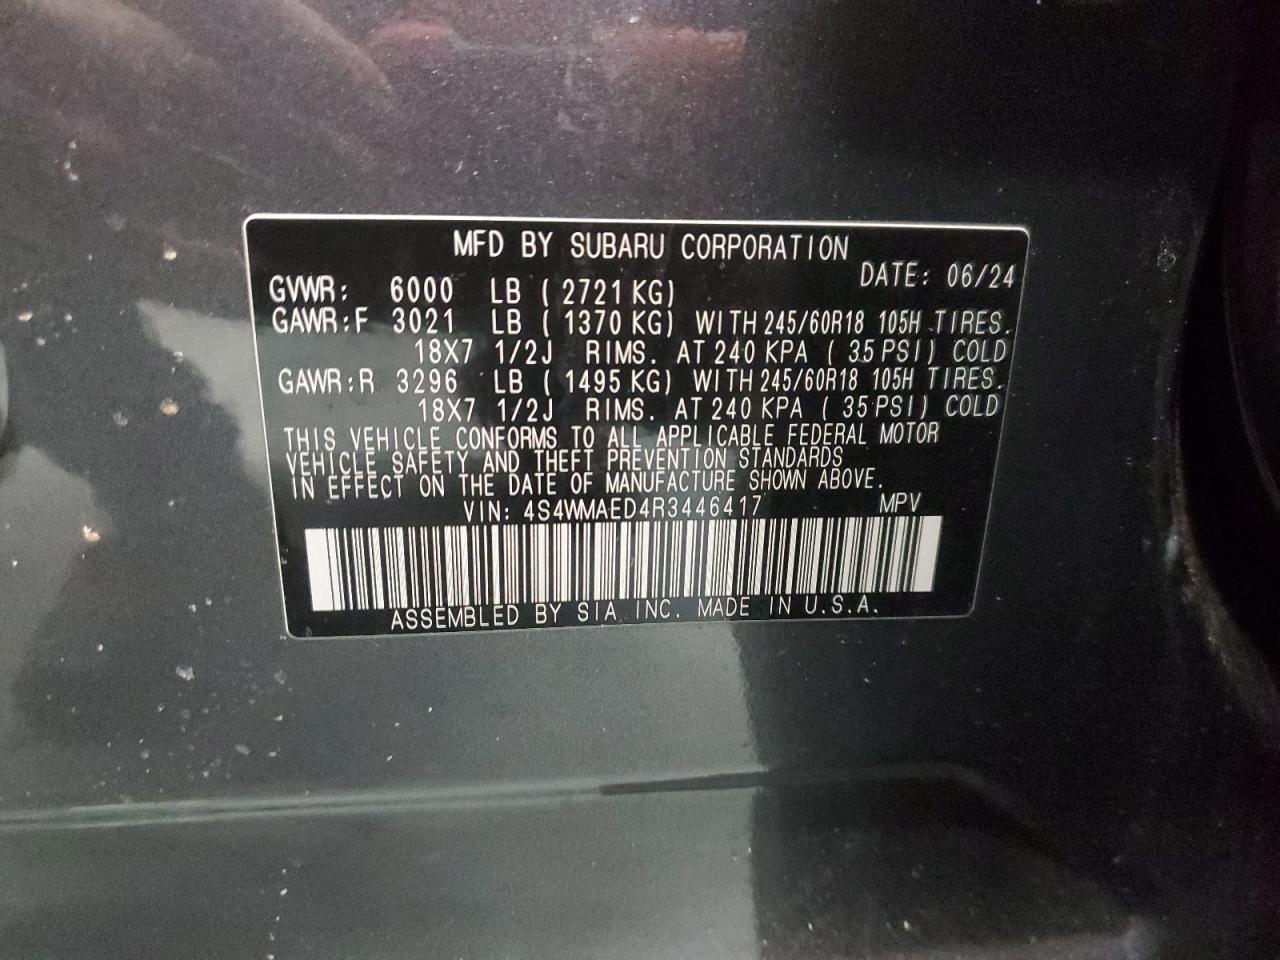 MFD BY SUBARU CORPORATION
DATE: 06/24
GVWR: 6000 LB ( 2721 KG)
GAWR:F 3021 LB ( 1370 KG) WITH 245/60R18 105H TIRES.
18X7 1/2J RIMS. AT 240 KPA ( 35 PSI) COLD
GAWR:R 3296 LB ( 1495 KG) WITH 245/60R18 105H TIRES.
18X7 1/2J RIMS. AT 240 KPA ( 35 PSI) COLD
THIS VEHICLE CONFORMS TO ALL APPLICABLE FEDERAL MOTOR
VEHICLE SAFETY AND THEFT PREVENTION STANDARDS
IN EFFECT ON THE DATE OF MANUFACTURE SHOWN ABOVE.
VIN: 4S4WMAED4R3446417 MPV
ASSEMBLED BY SIA INC. MADE IN U.S.A.